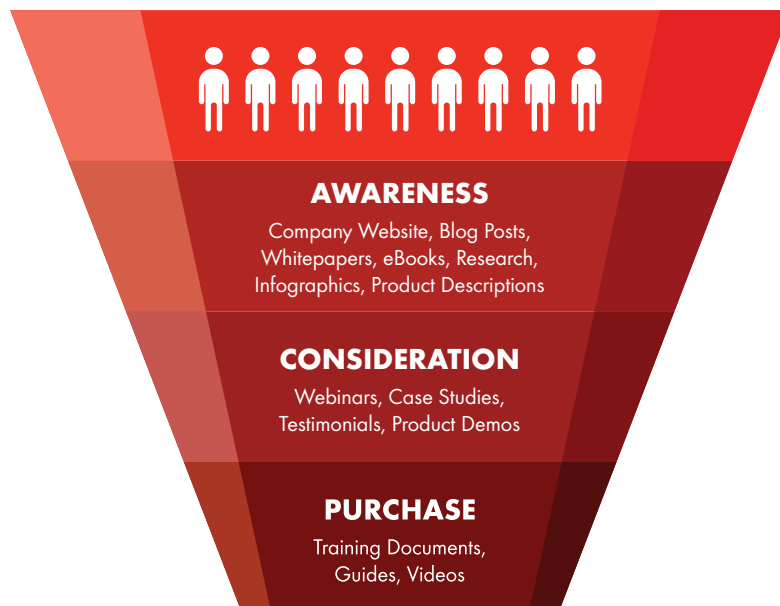 AWARENESS
Company Website, Blog Posts,
Whitepapers, eBooks, Research,
Infographics, Product Descriptions
CONSIDERATION
Webinars, Case Studies,
Testimonials, Product Demos
PURCHASE
Training Documents,
Guides, Videos